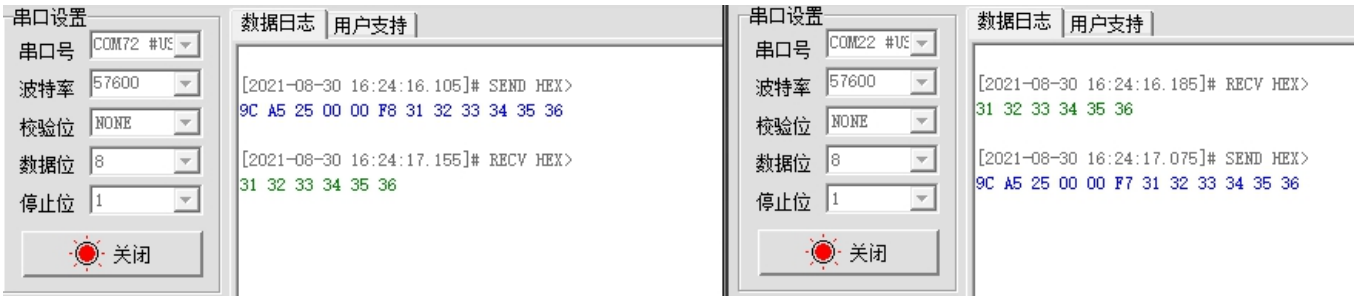 串口设置
串口号 COM72 #US
波特率 57600
校验位 NONE
数据位 8
停止位 1
关闭
数据日志 用户支持
[2021-08-30 16:24:16.105]# SEND HEX>
9C A5 25 00 00 F8 31 32 33 34 35 36
[2021-08-30 16:24:17.155]# RECV HEX>
31 32 33 34 35 36
串口设置
串口号 COM22 #US
波特率 57600
校验位 NONE
数据位 8
停止位 1
关闭
数据日志 用户支持
[2021-08-30 16:24:16.185]# RECV HEX>
31 32 33 34 35 36
[2021-08-30 16:24:17.075]# SEND HEX>
9C A5 25 00 00 F7 31 32 33 34 35 36